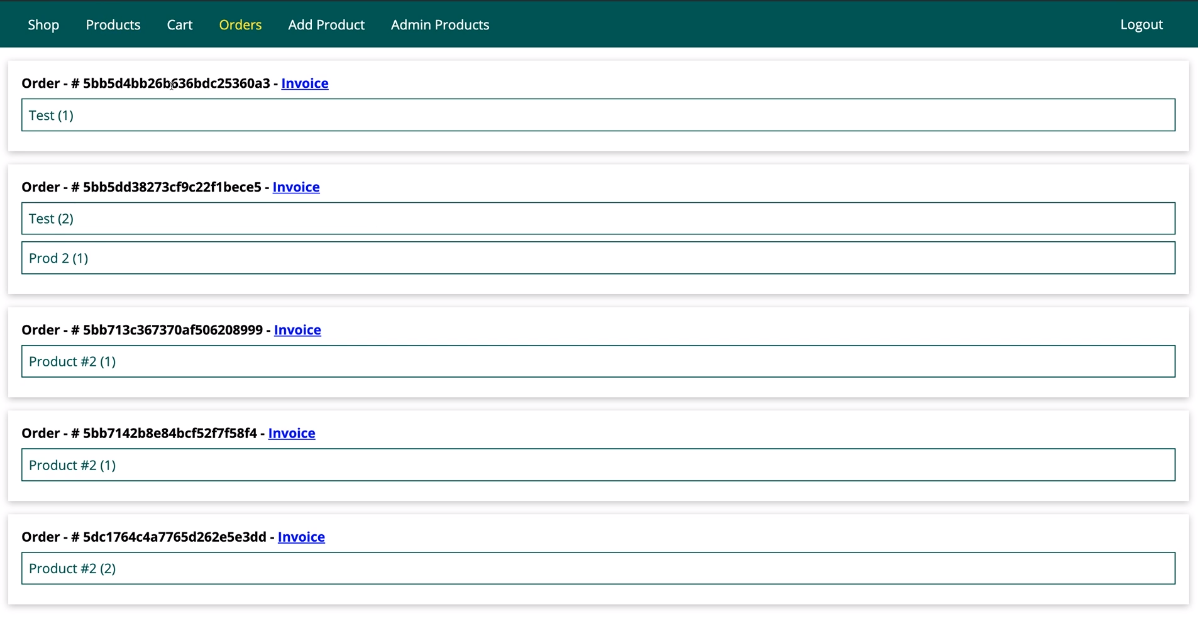 Shop Products Cart Orders Add Product Admin Products Logout
Order - # 5bb5d4bb26b636bdc25360a3 - Invoice
Test (1)
Order - # 5bb5dd38273cf9c22f1bece5 - Invoice
Test (2)
Prod 2 (1)
Order - # 5bb713c367370af506208999 - Invoice
Product #2 (1)
Order - # 5bb7142b8e84bcf52f7f58f4 - Invoice
Product #2 (1)
Order - # 5dc1764c4a7765d262e5e3dd - Invoice
Product #2 (2)